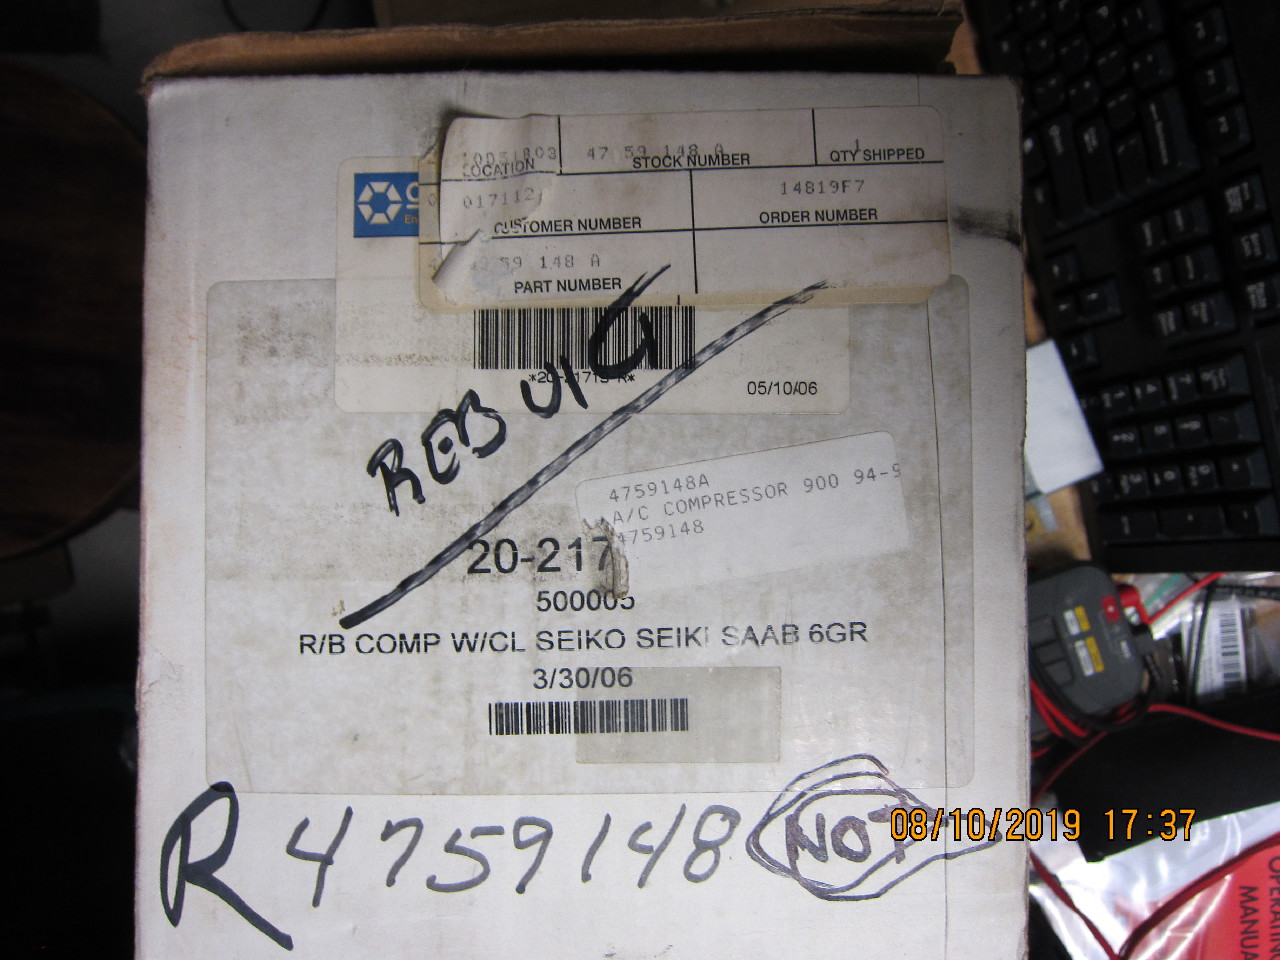 47 59 148 A
1
LOCATION
STOCK NUMBER
QTY SHIPPED
14819F7
CUSTOMER NUMBER
ORDER NUMBER
59 148 A
PART NUMBER
05/10/06
4759148A
A/C COMPRESSOR 900 94-9
4759148
20-217
500005
R/B COMP W/CL SEIKO SEIKI SAAB 6GR
3/30/06
R 4759148 NOT
08/10/2019 17:37
MANUA